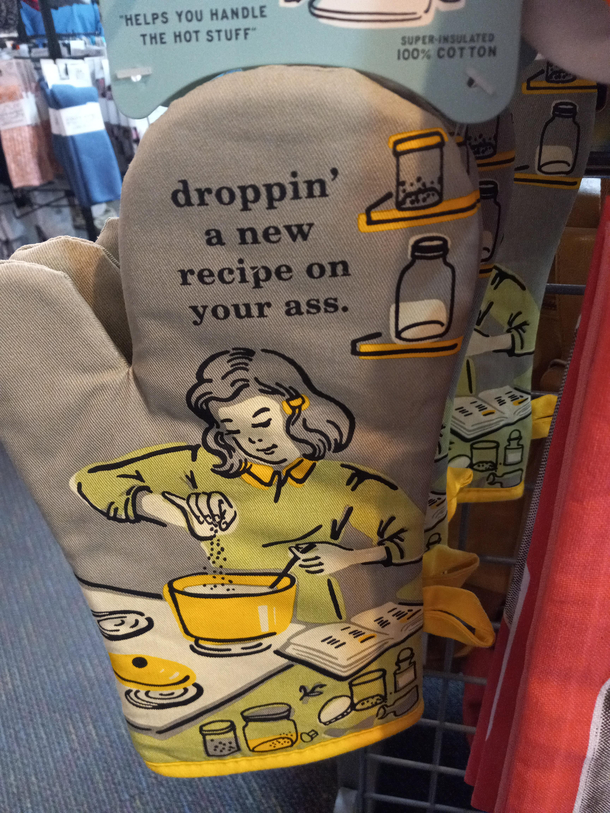 "HELPS YOU HANDLE
THE HOT STUFF"
SUPER-INSULATED
100% COTTON
droppin'
a new
recipe on
your ass.